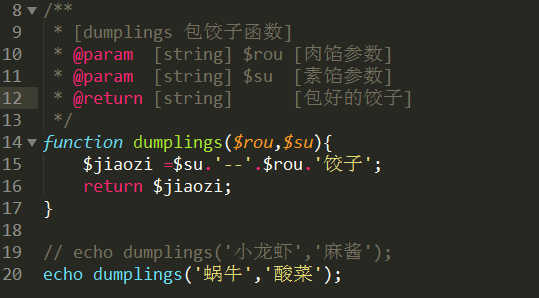 8 /**
9  * [dumplings 包饺子函数]
10  * @param  [string] $rou [肉馅参数]
11  * @param  [string] $su  [素馅参数]
12  * @return [string]      [包好的饺子]
13  */
14 function dumplings($rou,$su){
15     $jiaozi =$su.'--'.$rou.'饺子';
16     return $jiaozi;
17 }
18
19 // echo dumplings('小龙虾','麻酱');
20 echo dumplings('蜗牛','酸菜');